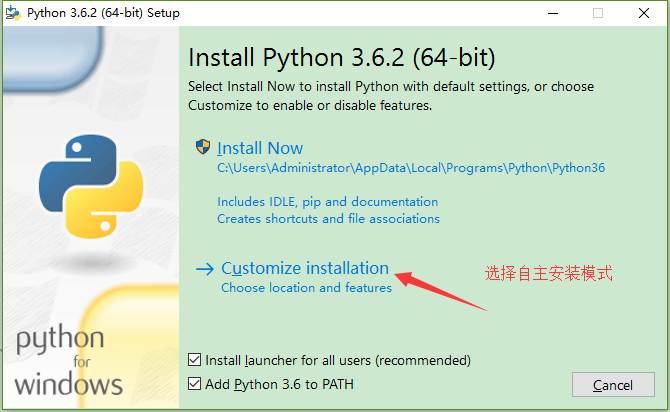 Python 3.6.2 (64-bit) Setup
Install Python 3.6.2 (64-bit)
Select Install Now to install Python with default settings, or choose
Customize to enable or disable features.
Install Now
C:\Users\Administrator\AppData\Local\Programs\Python\Python36
Includes IDLE, pip and documentation
Creates shortcuts and file associations
Customize installation
选择自主安装模式
Choose location and features
python
for
windows
Install launcher for all users (recommended)
Add Python 3.6 to PATH
Cancel